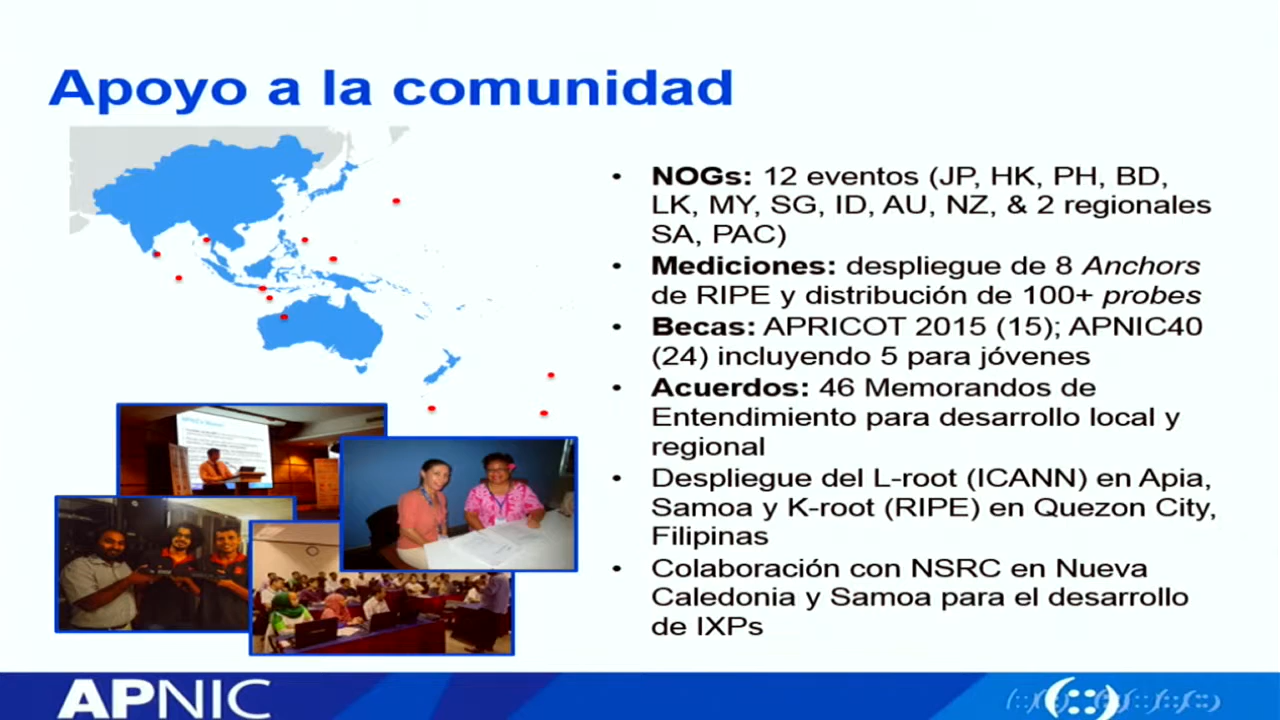 Apoyo a la comunidad
• NOGs: 12 eventos (JP, HK, PH, BD,
LK, MY, SG, ID, AU, NZ, & 2 regionales
SA, PAC)
• Mediciones: despliegue de 8 Anchors
de RIPE y distribución de 100+ probes
• Becas: APRICOT 2015 (15); APNIC40
(24) incluyendo 5 para jóvenes
• Acuerdos: 46 Memorandos de
Entendimiento para desarrollo local y
regional
• Despliegue del L-root (ICANN) en Apia,
Samoa y K-root (RIPE) en Quezon City,
Filipinas
• Colaboración con NSRC en Nueva
Caledonia y Samoa para el desarrollo
de IXPs
APNIC